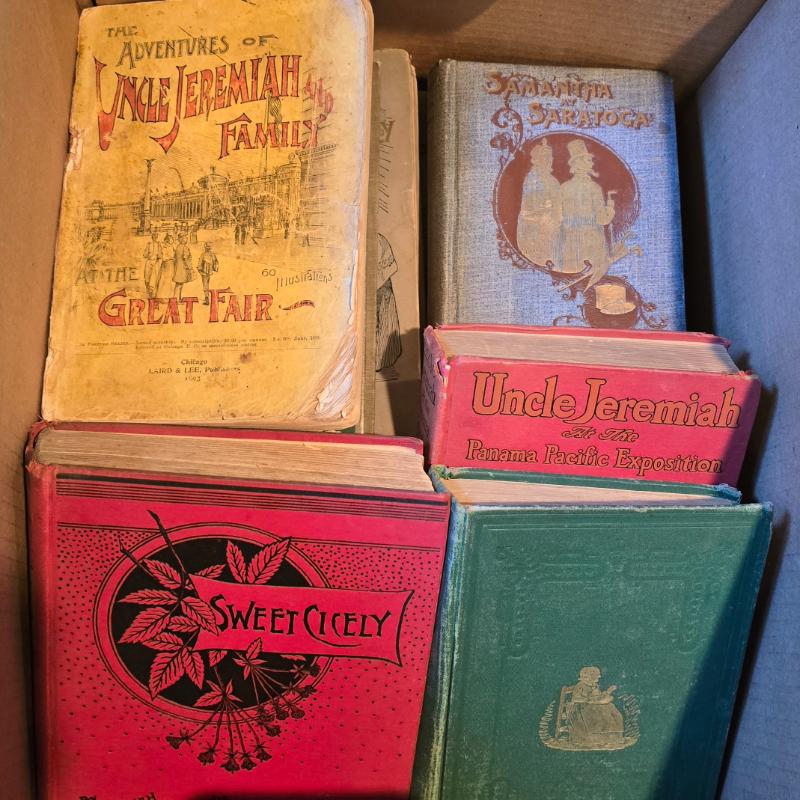 THE
ADVENTURES OF
UNCLE JEREMIAH AND
FAMILY
AT THE
60 Illustrations
GREAT FAIR
Chicago
LAIRD & LEE, Publishers
1893
SAMANTHA
AT
SARATOGA
Uncle Jeremiah
At The
Panama Pacific Exposition
SWEET CICELY